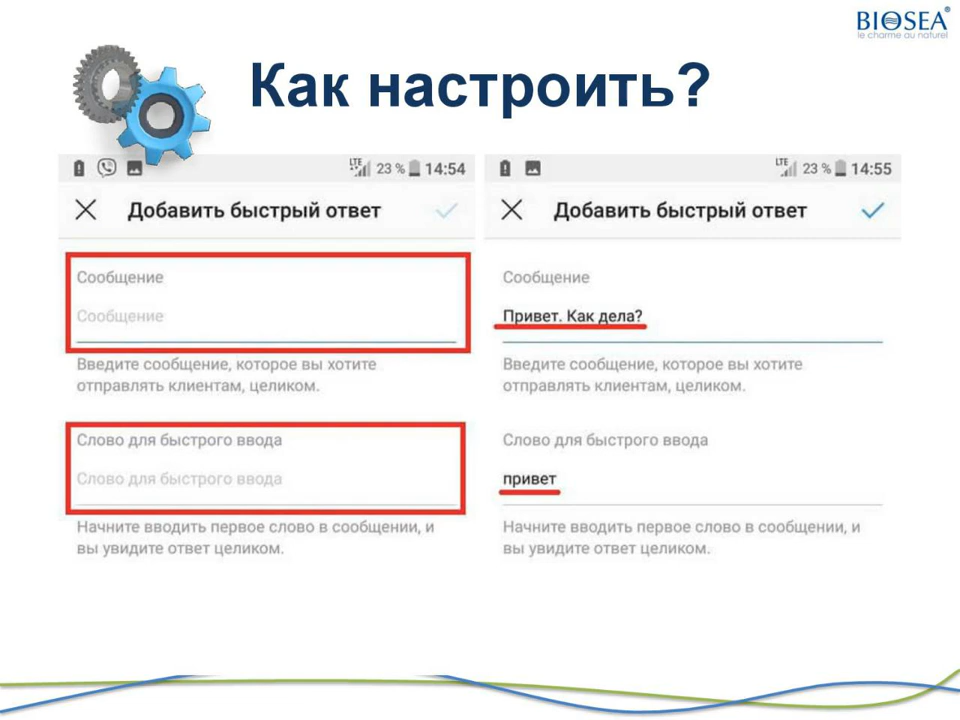 BIOSEA®
le charme au naturel
Как настроить?
LTE 23 % 14:54
Добавить быстрый ответ
Сообщение
Сообщение
Введите сообщение, которое вы хотите
отправлять клиентам, целиком.
Слово для быстрого ввода
Слово для быстрого ввода
Начните вводить первое слово в сообщении, и
вы увидите ответ целиком.
LTE 23 % 14:55
Добавить быстрый ответ
Сообщение
Привет. Как дела?
Введите сообщение, которое вы хотите
отправлять клиентам, целиком.
Слово для быстрого ввода
привет
Начните вводить первое слово в сообщении, и
вы увидите ответ целиком.